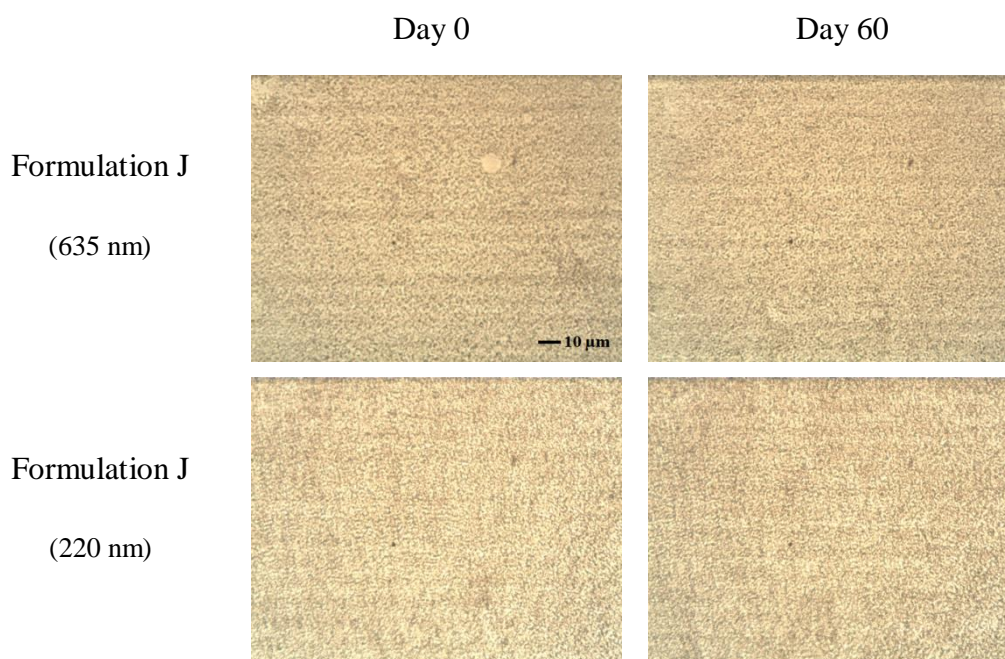 Day 0
Day 60
Formulation J
(635 nm)
10 µm
Formulation J
(220 nm)